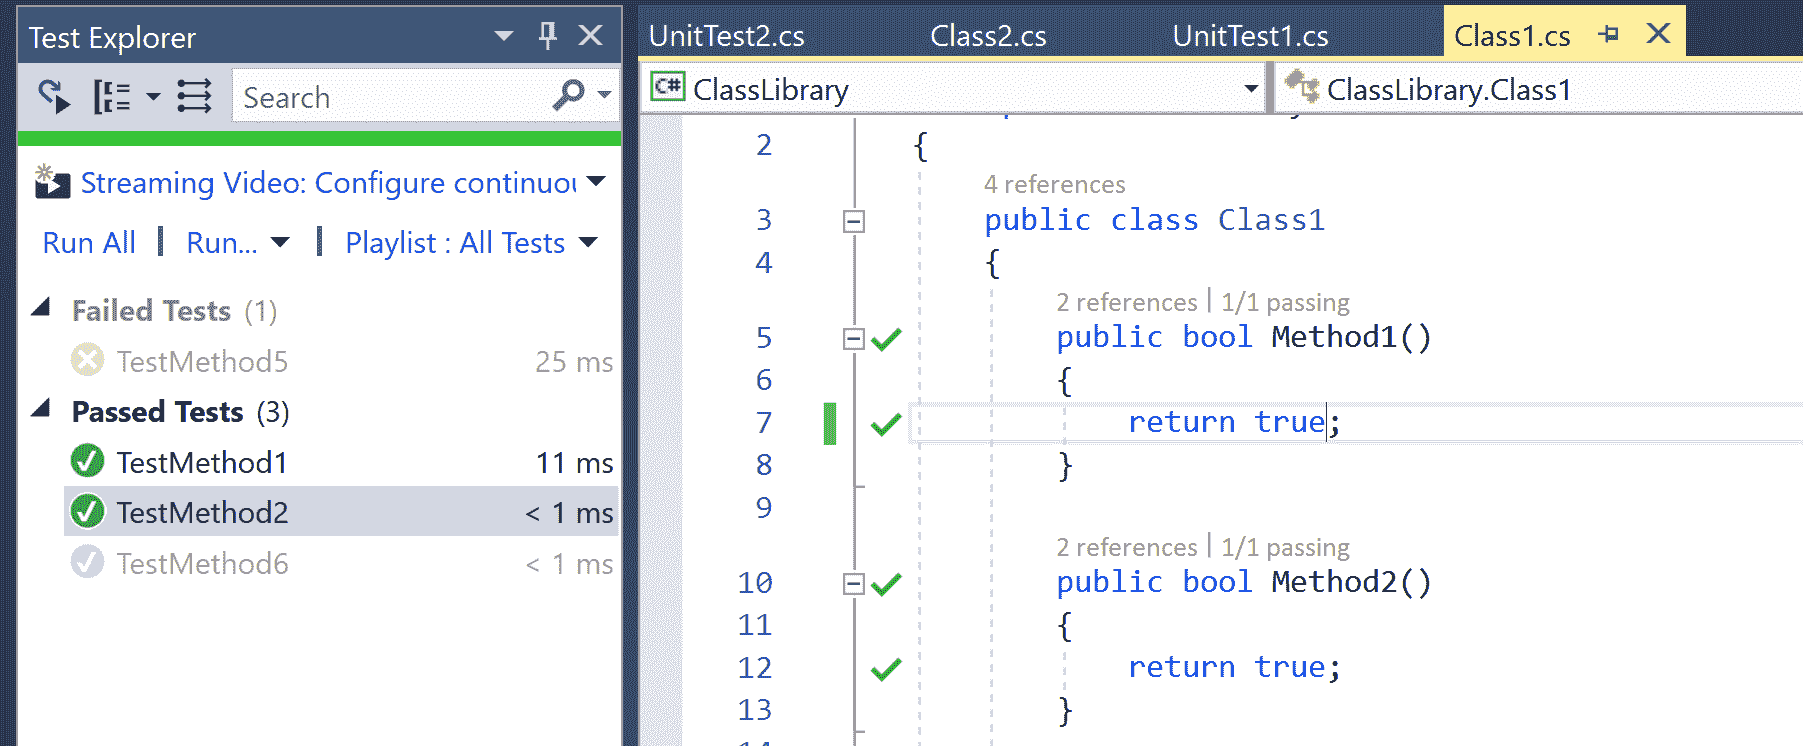 Test Explorer
Search
Streaming Video: Configure continuou
Run All | Run... | Playlist : All Tests
Failed Tests (1)
TestMethod5 25 ms
Passed Tests (3)
TestMethod1 11 ms
TestMethod2 < 1 ms
TestMethod6 < 1 ms
UnitTest2.cs Class2.cs UnitTest1.cs Class1.cs
C# ClassLibrary ClassLibrary.Class1
2 {
4 references
3 public class Class1
4 {
2 references | 1/1 passing
5 public bool Method1()
6 {
7 return true;
8 }
9
2 references | 1/1 passing
10 public bool Method2()
11 {
12 return true;
13 }